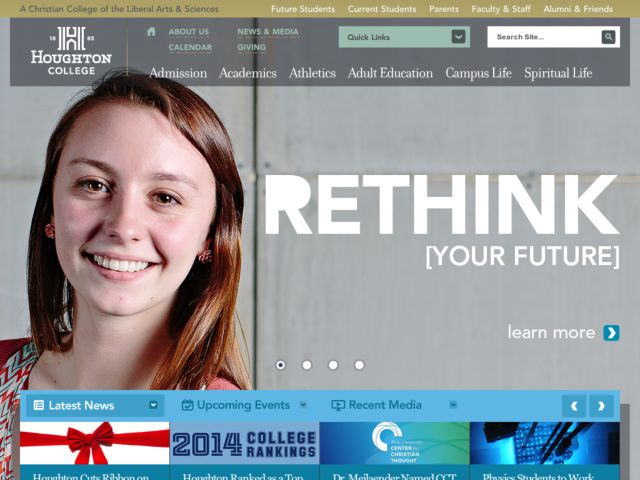 A Christian College of the Liberal Arts & Sciences
Future Students Current Students Parents Faculty & Staff Alumni & Friends
18 83
HOUGHTON
COLLEGE
ABOUT US NEWS & MEDIA
CALENDAR GIVING
Quick Links
Search Site...
Admission Academics Athletics Adult Education Campus Life Spiritual Life
RETHINK
[YOUR FUTURE]
learn more
Latest News Upcoming Events Recent Media
2014 COLLEGE RANKINGS
CENTER for CHRISTIAN THOUGHT
Houghton Cuts Ribbon on
Houghton Ranked as a Top
Dr. Meilaender Named CCT
Physics Students to Work